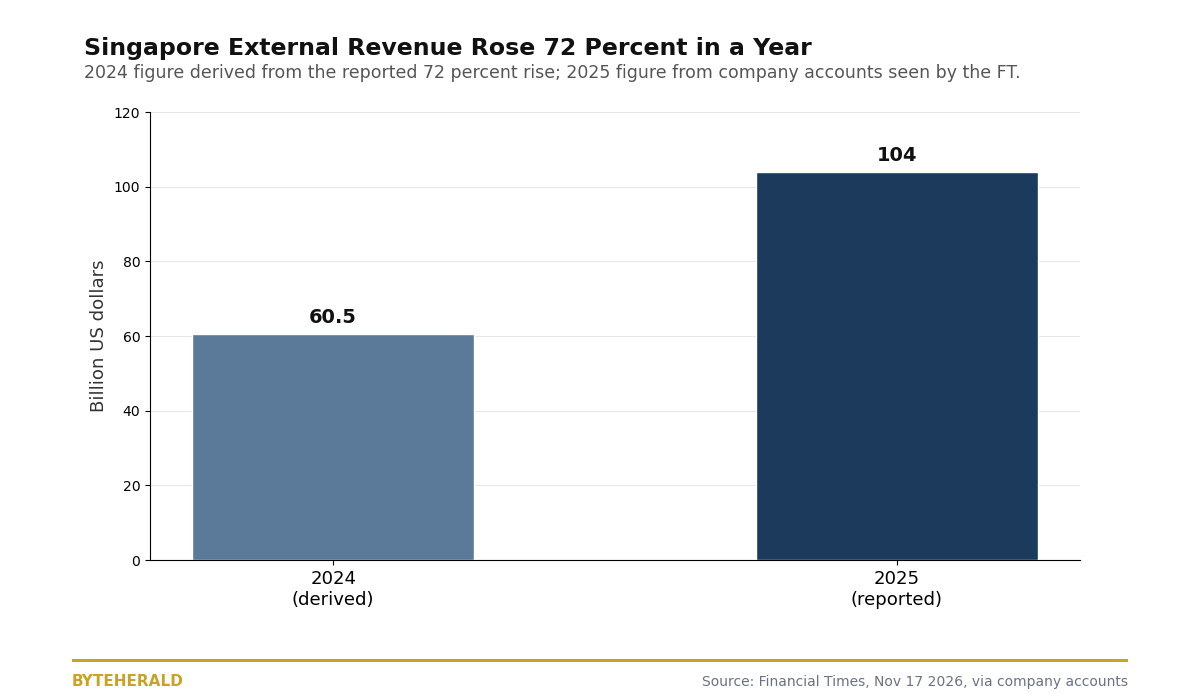 Singapore External Revenue Rose 72 Percent in a Year
2024 figure derived from the reported 72 percent rise; 2025 figure from company accounts seen by the FT.
120
100
80
60
40
20
0
Billion US dollars
60.5
104
2024
(derived)
2025
(reported)
BYTEHERALD
Source: Financial Times, Nov 17 2026, via company accounts